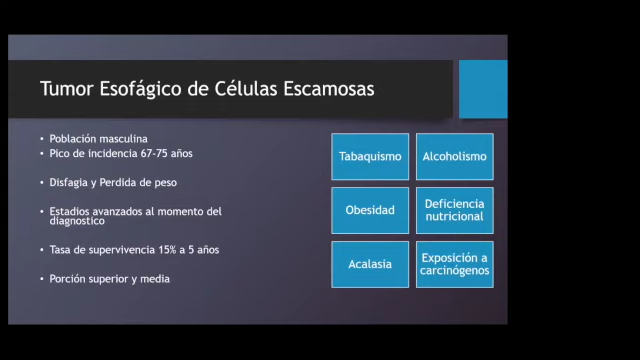 Tumor Esofágico de Células Escamosas
• Población masculina
• Pico de incidencia 67-75 años
• Disfagia y Perdida de peso
• Estadios avanzados al momento del
diagnostico
• Tasa de supervivencia 15% a 5 años
• Porción superior y media
Tabaquismo
Alcoholismo
Obesidad
Deficiencia
nutricional
Acalasia
Exposición a
carcinógenos